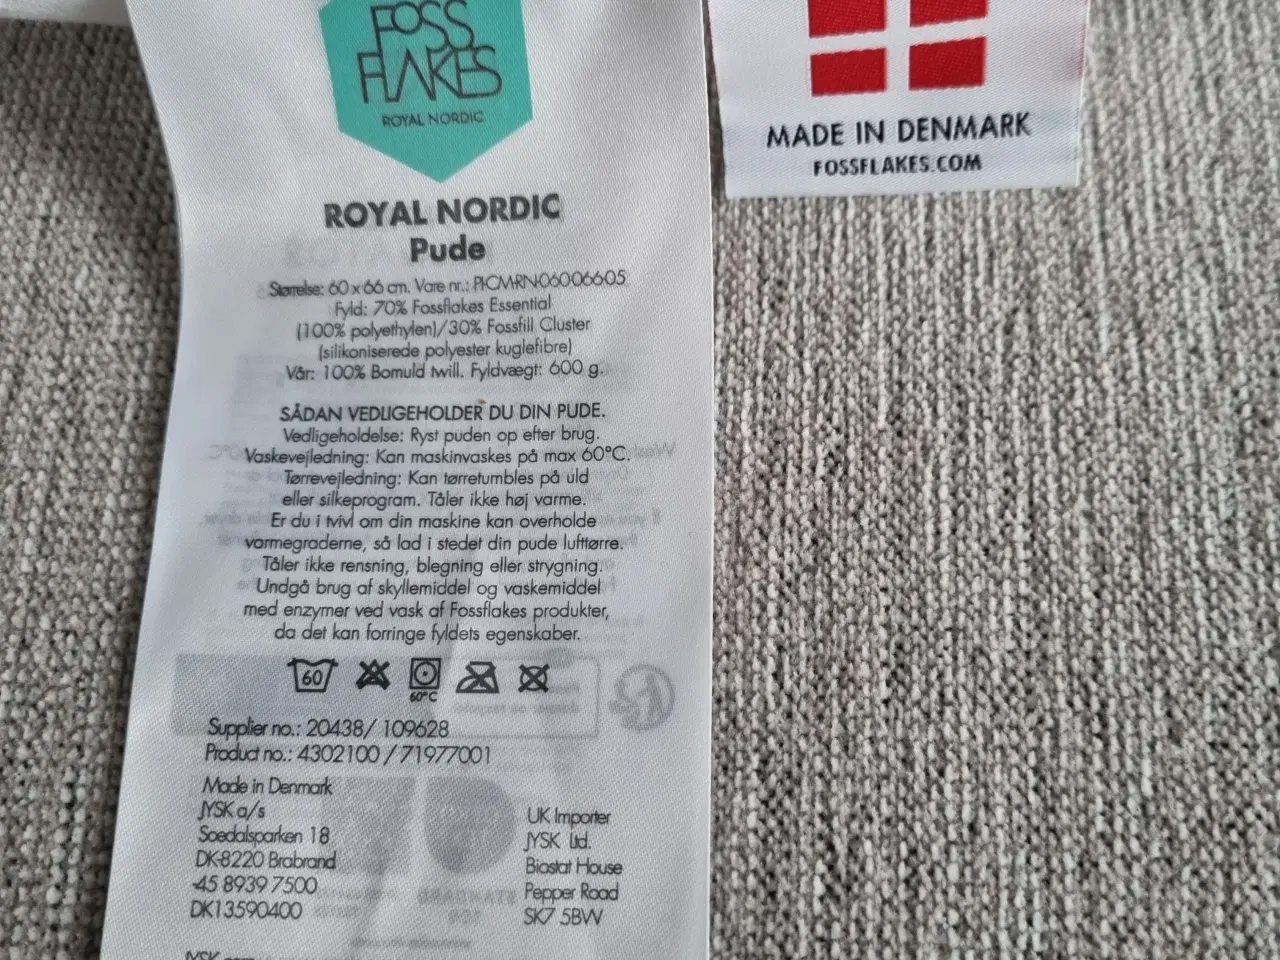 FOSS
FLAKES
ROYAL NORDIC
ROYAL NORDIC
Pude
Størrelse: 60 x 66 cm. Vare nr.: PICM-RN-06006605
Fyld: 70% Fossflakes Essential
(100% polyethylen)/30% Fossfill Cluster
(silikoniserede polyester kuglefibre)
Vår: 100% Bomuld twill. Fyldvægt: 600 g.
SÅDAN VEDLIGEHOLDER DU DIN PUDE.
Vedligeholdelse: Ryst puden op efter brug.
Vaskevejledning: Kan maskinvaskes på max 60°C.
Tørrevejledning: Kan tørretumbles på uld
eller silkeprogram. Tåler ikke høj varme.
Er du i tvivl om din maskine kan overholde
varmegraderne, så lad i stedet din pude lufttørre.
Tåler ikke rensning, blegning eller strygning.
Undgå brug af skyllemiddel og vaskemiddel
med enzymer ved vask af Fossflakes produkter,
da det kan forringe fyldets egenskaber.
60
60°C
Supplier no.: 20438/ 109628
Product no.: 4302100 / 71977001
Made in Denmark
JYSK a/s
Soedalsparken 18
DK-8220 Brabrand
-45 8939 7500
DK13590400
UK Importer
JYSK Ltd.
Biostat House
Pepper Road
SK7 5BW
MADE IN DENMARK
FOSSFLAKES.COM